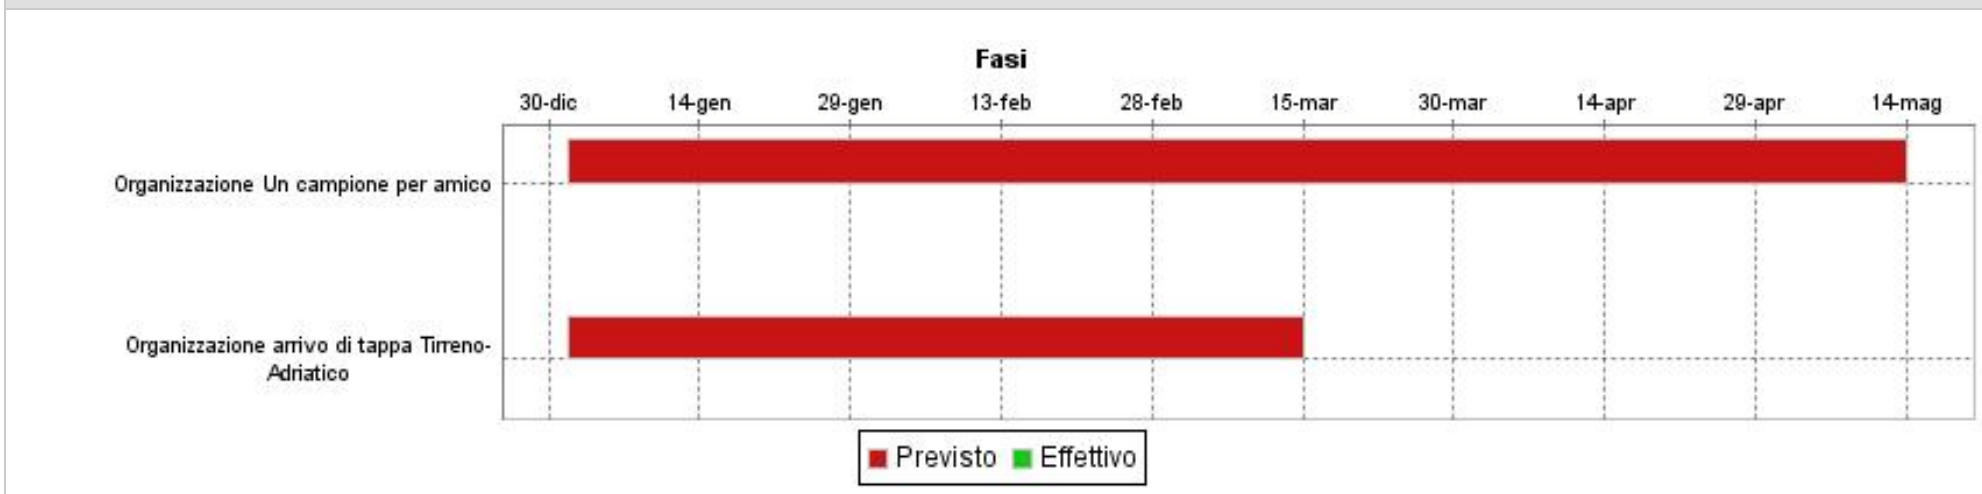 Fasi
30-dic 14-gen 29-gen 13-feb 28-feb 15-mar 30-mar 14-apr 29-apr 14-mag
Organizzazione Un campione per amico
Organizzazione arrivo di tappa Tirreno-
Adriatico
Previsto Effettivo